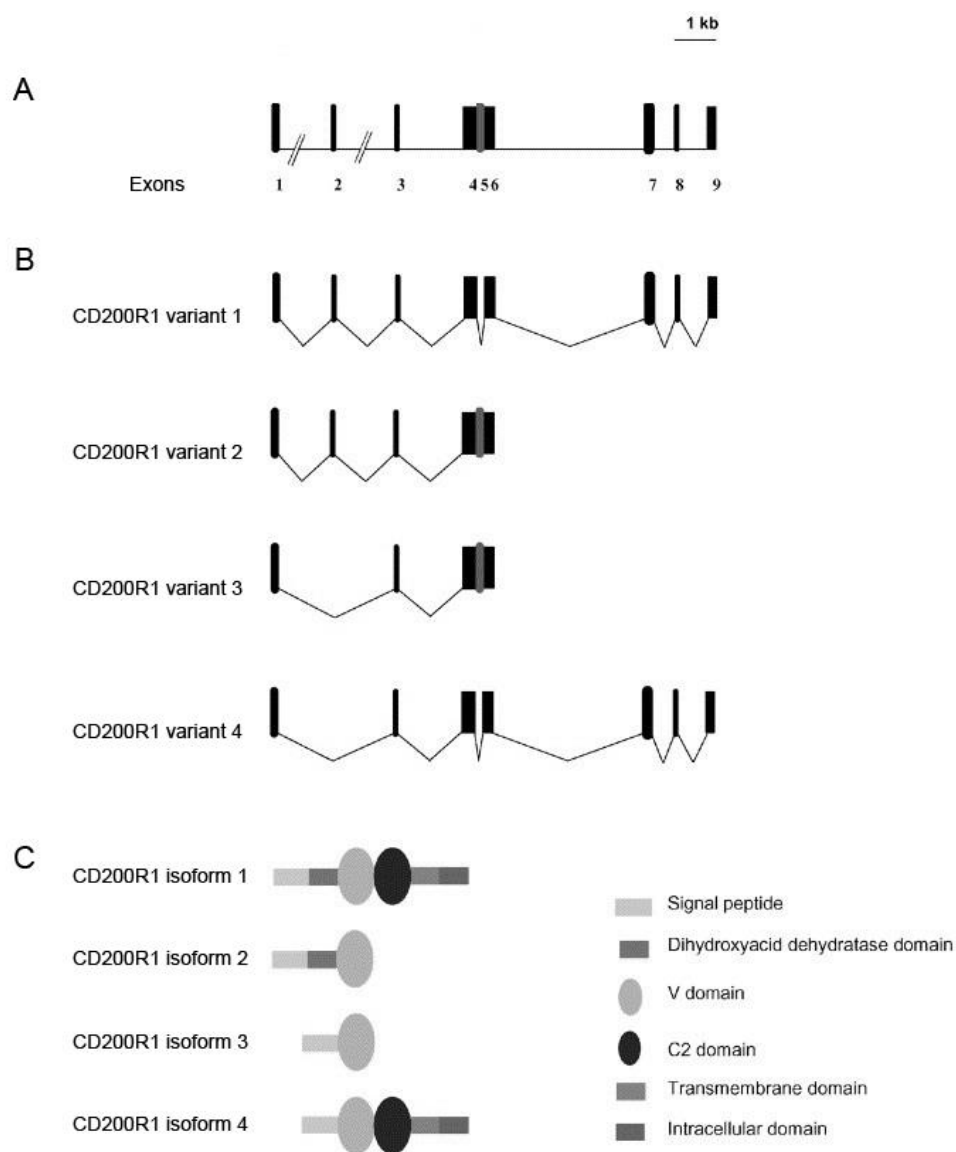 1 kb
A
Exons 1 2 3 4 5 6 7 8 9
B
CD200R1 variant 1
CD200R1 variant 2
CD200R1 variant 3
CD200R1 variant 4
C
CD200R1 isoform 1
CD200R1 isoform 2
CD200R1 isoform 3
CD200R1 isoform 4
Signal peptide
Dihydroxyacid dehydratase domain
V domain
C2 domain
Transmembrane domain
Intracellular domain